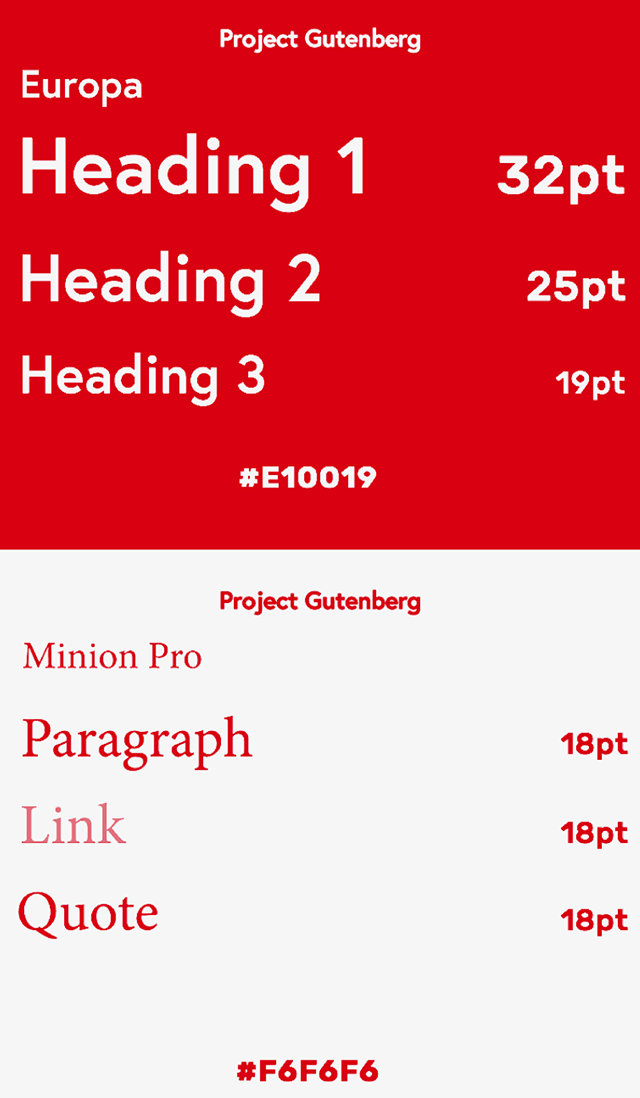 Project Gutenberg
Europa
Heading 1 32pt
Heading 2 25pt
Heading 3 19pt
#E10019
Project Gutenberg
Minion Pro
Paragraph 18pt
Link 18pt
Quote 18pt
#F6F6F6